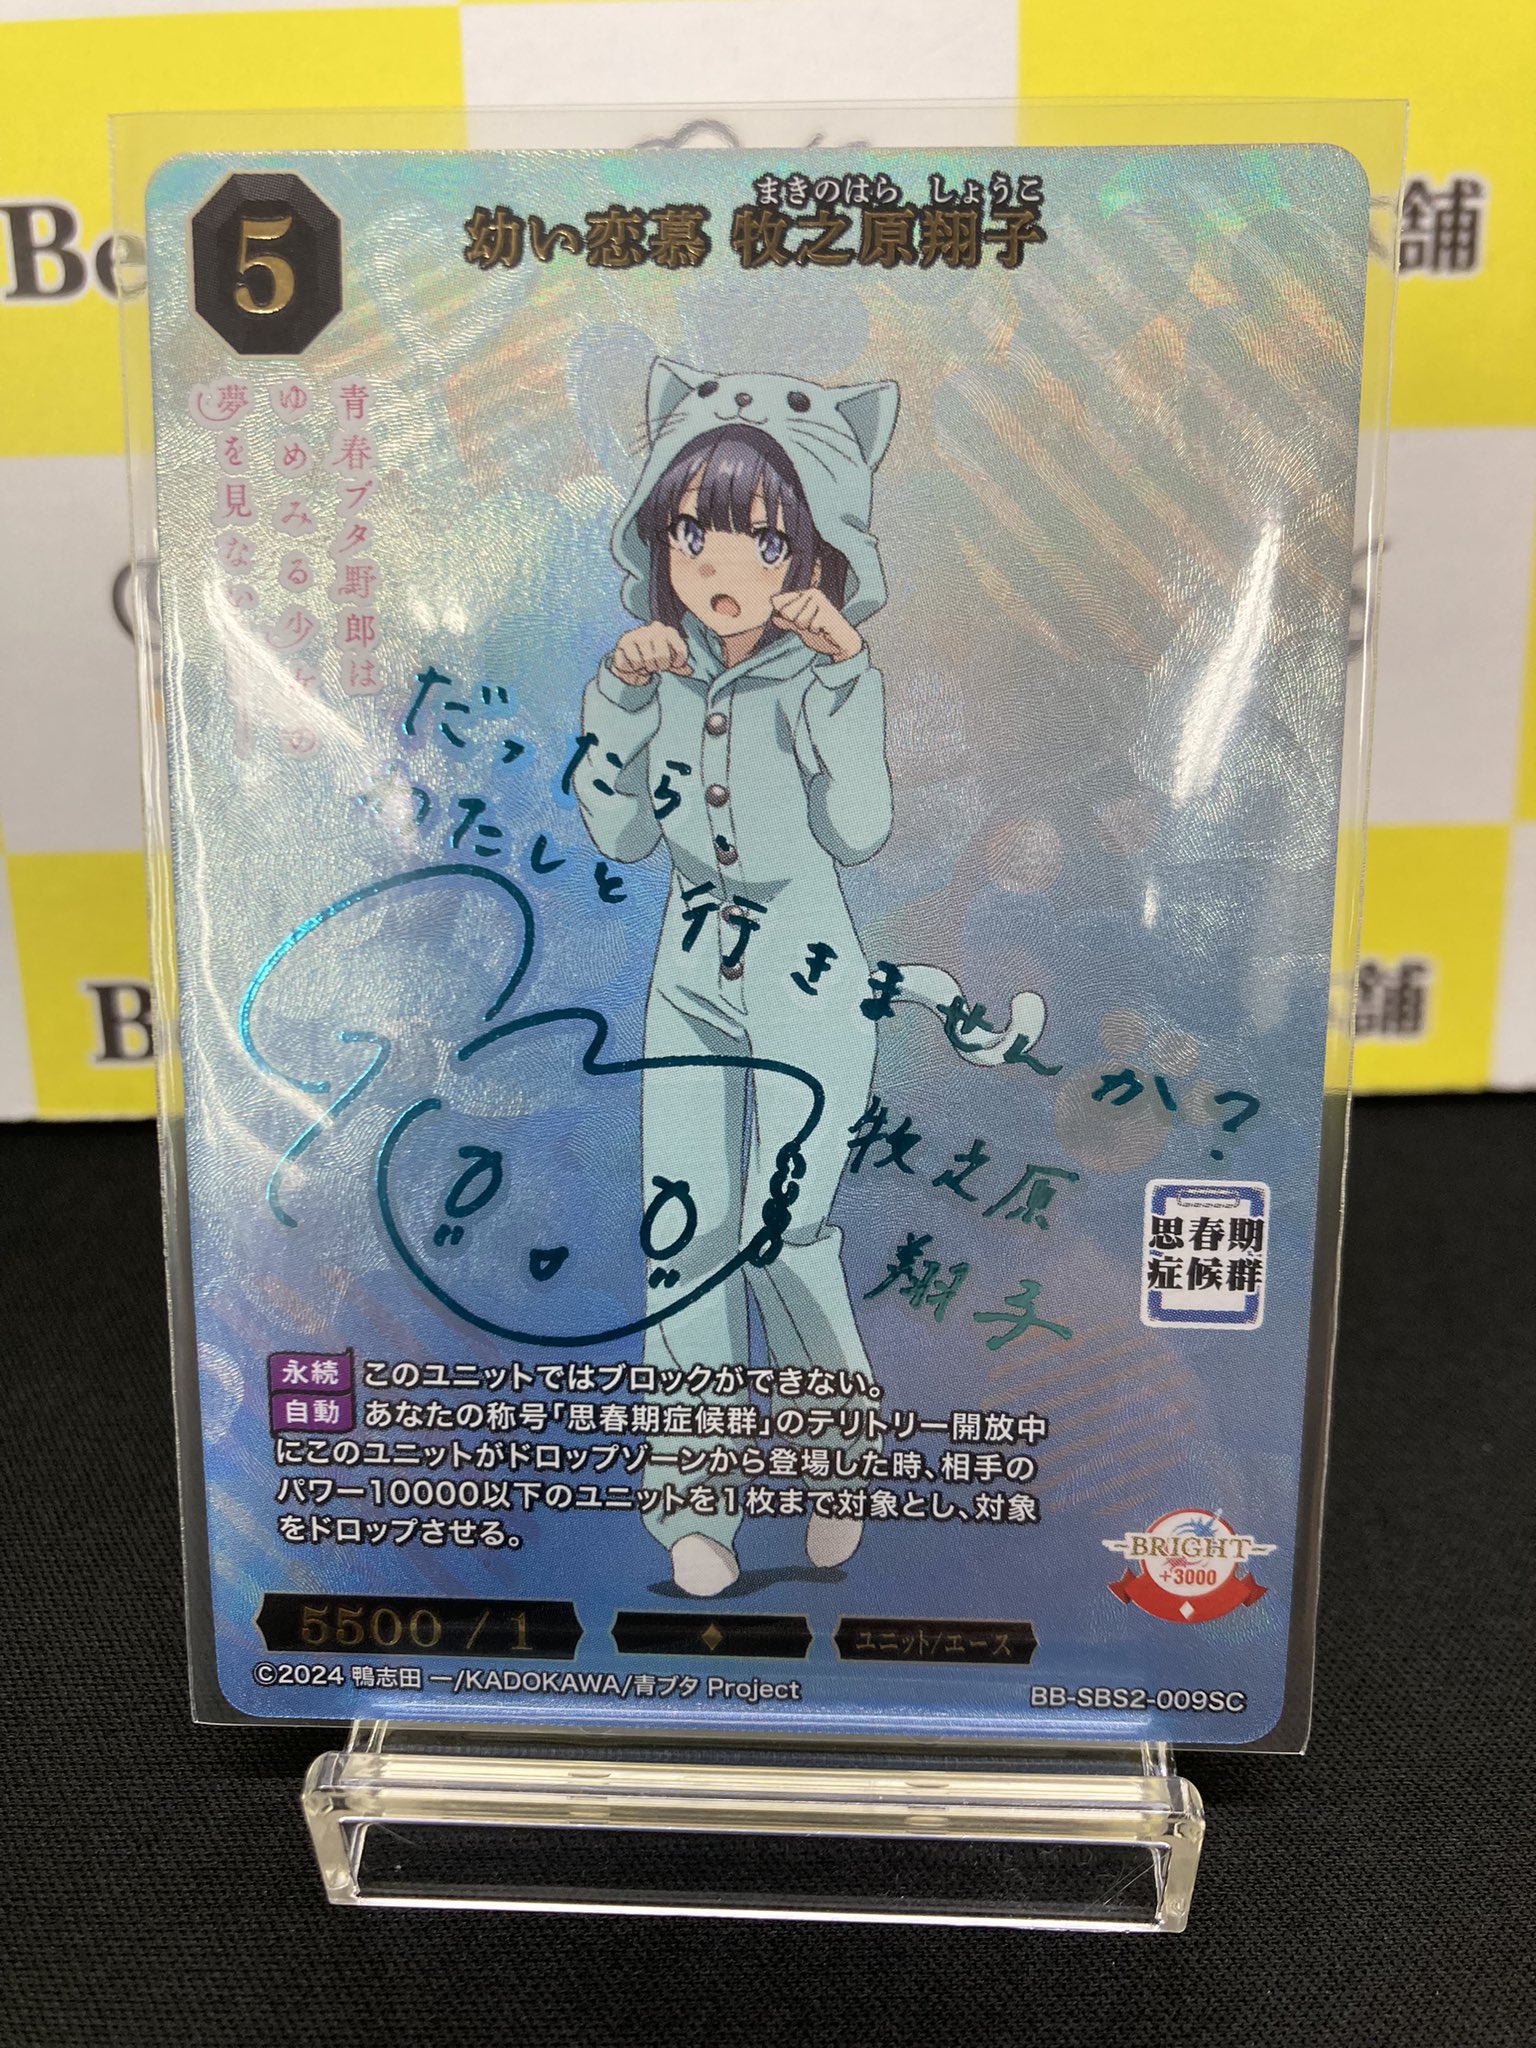 Be
舗
まきのはら しょうこ
幼い恋慕 牧之原翔子
5
青春ブタ野郎は
ゆめみる少女の
夢を見ない
だったら、
わたしと行きませんか?
牧之原
翔子
Be
舗
思春期
症候群
永続 このユニットではブロックができない。
自動 あなたの称号「思春期症候群」のテリトリー開放中
にこのユニットがドロップゾーンから登場した時、相手の
パワー10000以下のユニットを1枚まで対象とし、対象
をドロップさせる。
-BRIGHT-
+3000
5500 / 1
ユニット/エース
©2024 鴨志田 一/KADOKAWA/青ブタ Project
BB-SBS2-009SC